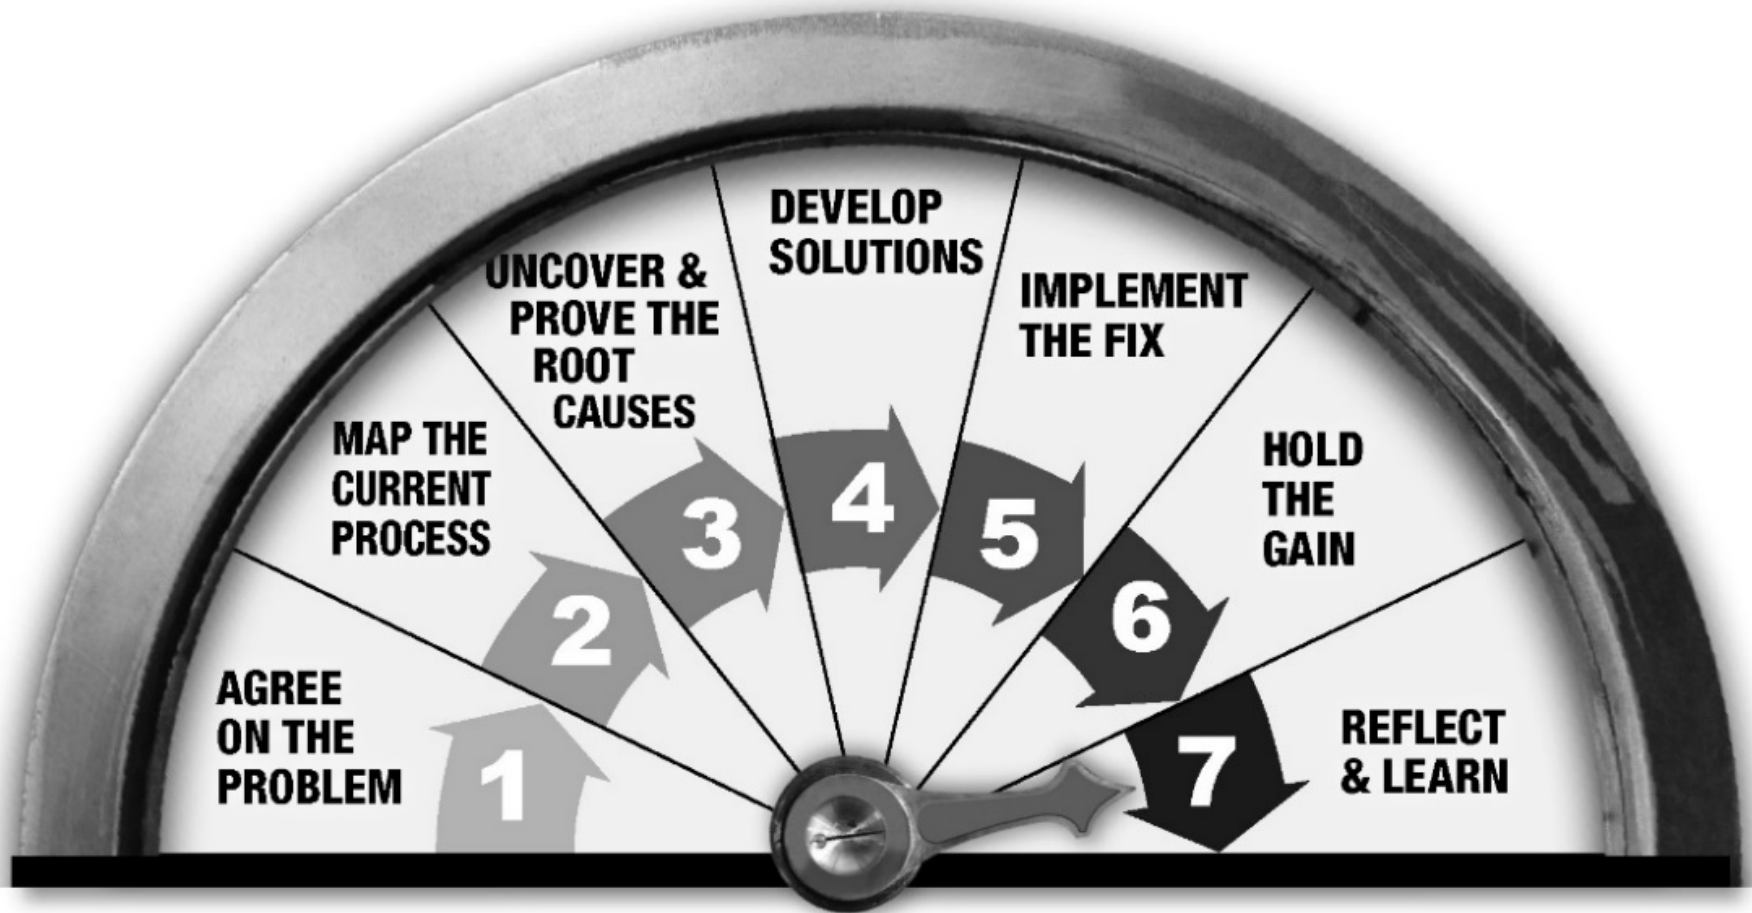 AGREE
ON THE
PROBLEM
1
MAP THE
CURRENT
PROCESS
2
UNCOVER &
PROVE THE
ROOT
CAUSES
3
DEVELOP
SOLUTIONS
4
IMPLEMENT
THE FIX
5
HOLD
THE
GAIN
6
REFLECT
& LEARN
7